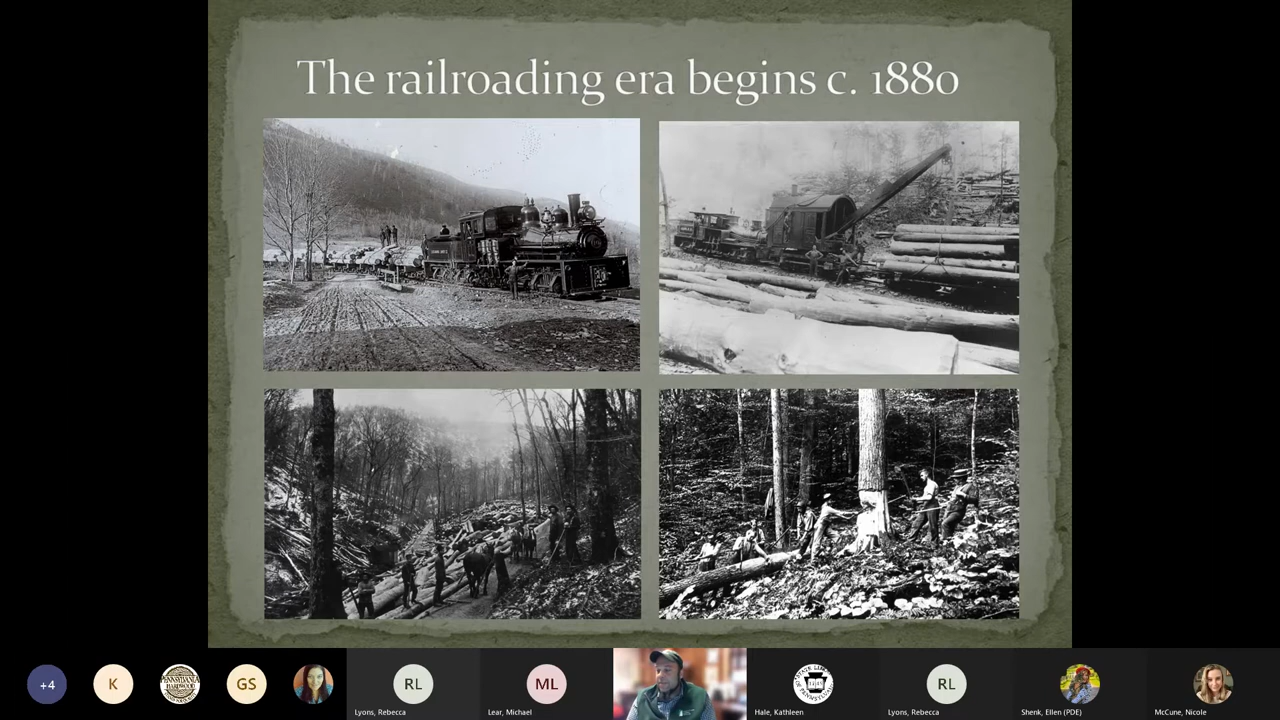 The railroading era begins c. 1880
+4
K
GS
RL
ML
RL
Lyons, Rebecca
Lear, Michael
Hale, Kathleen
Lyons, Rebecca
Shenk, Ellen (PDE)
McCune, Nicole